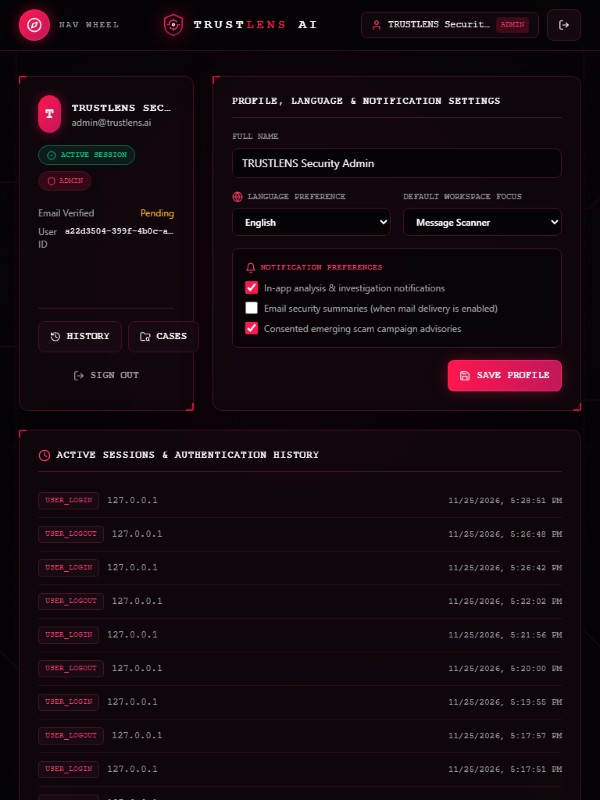 NAV WHEEL
TRUSTLENS AI
TRUSTLENS Securit… ADMIN
T
TRUSTLENS SEC…
admin@trustlens.ai
ACTIVE SESSION
ADMIN
Email Verified Pending
User ID a22d3504-399f-4b0c-a…
HISTORY
CASES
SIGN OUT
PROFILE, LANGUAGE & NOTIFICATION SETTINGS
FULL NAME
TRUSTLENS Security Admin
LANGUAGE PREFERENCE
DEFAULT WORKSPACE FOCUS
English
Message Scanner
NOTIFICATION PREFERENCES
In-app analysis & investigation notifications
Email security summaries (when mail delivery is enabled)
Consented emerging scam campaign advisories
SAVE PROFILE
ACTIVE SESSIONS & AUTHENTICATION HISTORY
USER_LOGIN 127.0.0.1 11/25/2026, 5:28:51 PM
USER_LOGOUT 127.0.0.1 11/25/2026, 5:26:48 PM
USER_LOGIN 127.0.0.1 11/25/2026, 5:26:42 PM
USER_LOGOUT 127.0.0.1 11/25/2026, 5:22:02 PM
USER_LOGIN 127.0.0.1 11/25/2026, 5:21:56 PM
USER_LOGOUT 127.0.0.1 11/25/2026, 5:20:00 PM
USER_LOGIN 127.0.0.1 11/25/2026, 5:19:55 PM
USER_LOGOUT 127.0.0.1 11/25/2026, 5:17:57 PM
USER_LOGIN 127.0.0.1 11/25/2026, 5:17:51 PM